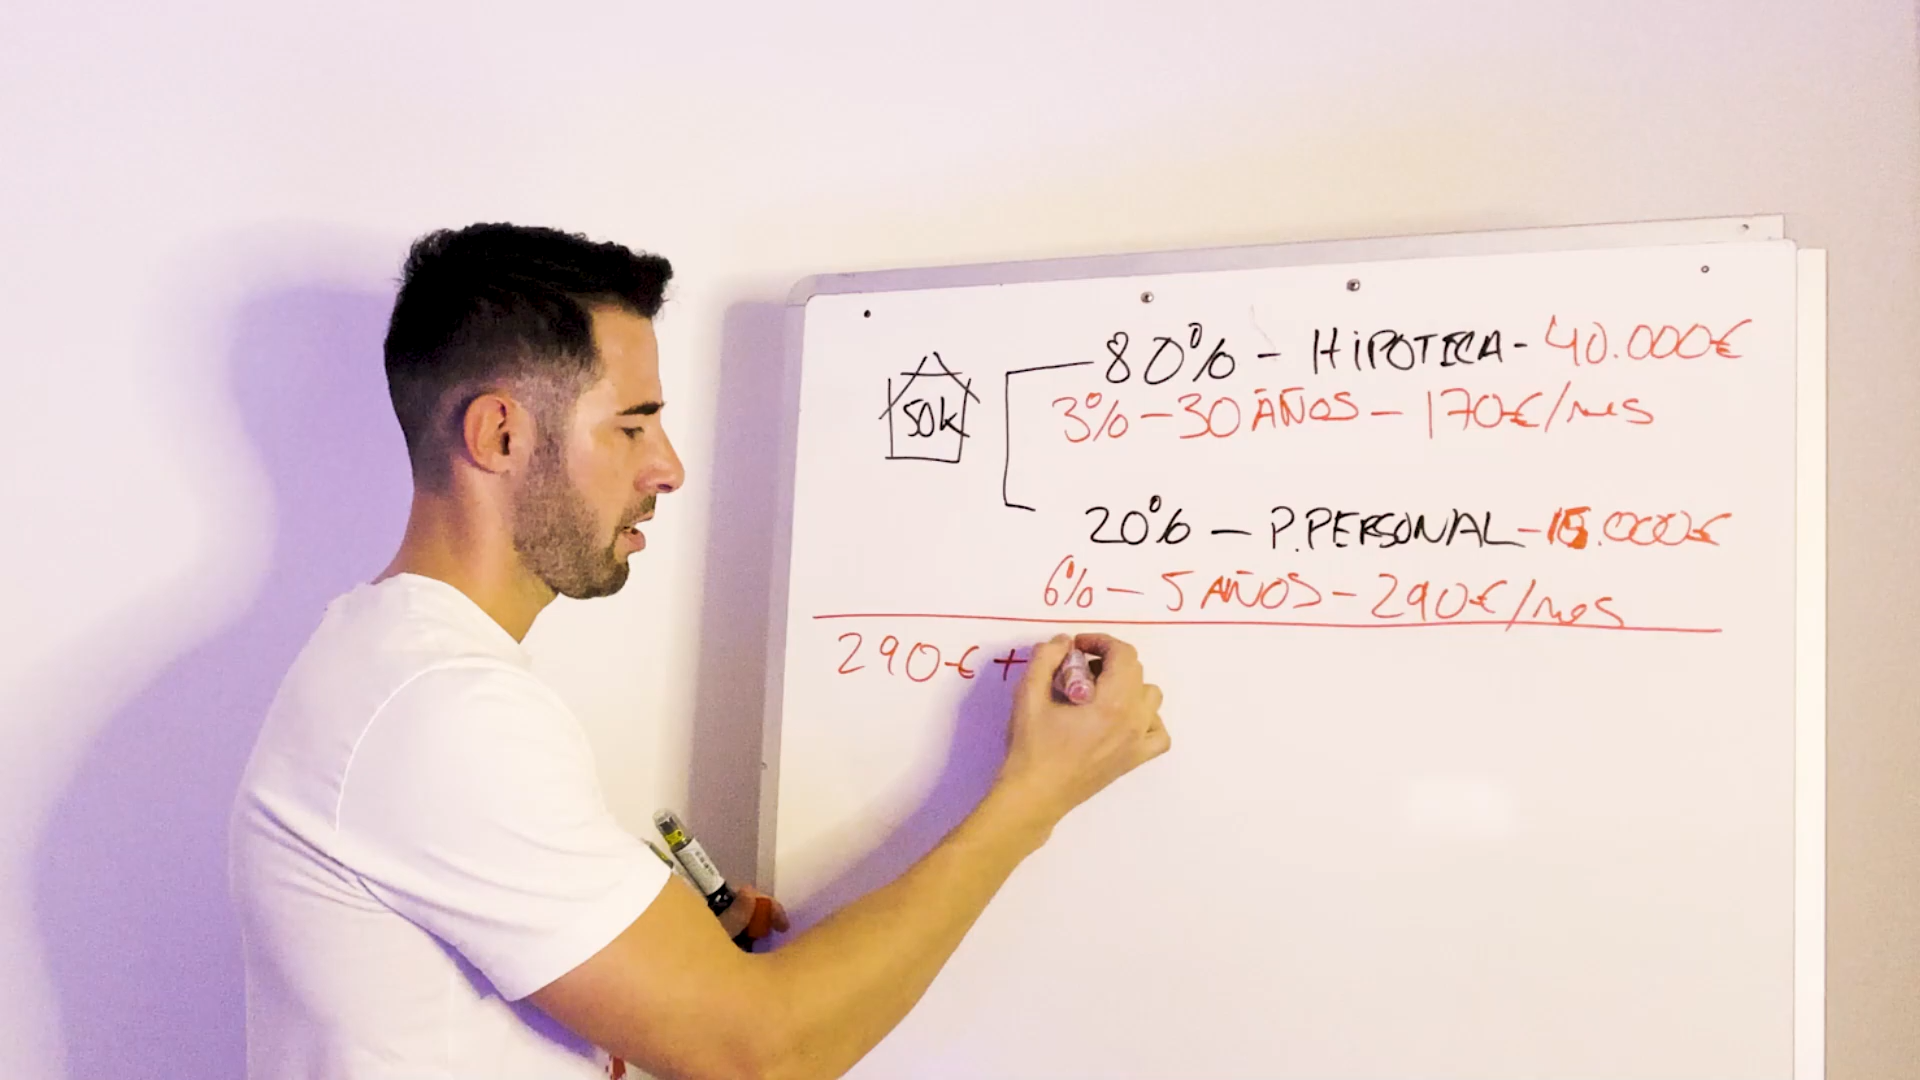 80% - HIPOTECA - 40.000€
50k
3% - 30 AÑOS - 170€/mes
20% - P.PERSONAL - 15.000€
6% - 5 AÑOS - 290€/mes
290€ +